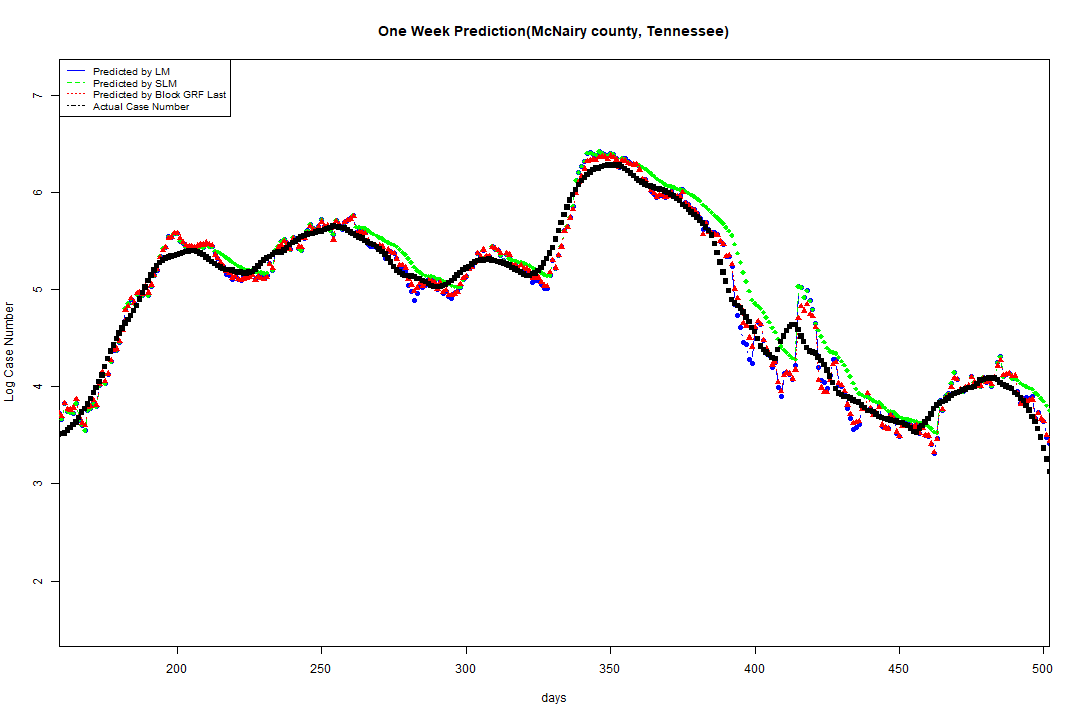 One Week Prediction(McNairy county, Tennessee)
Predicted by LM
Predicted by SLM
Predicted by Block GRF Last
Actual Case Number
7
6
5
4
3
2
Log Case Number
200 250 300 350 400 450 500
days